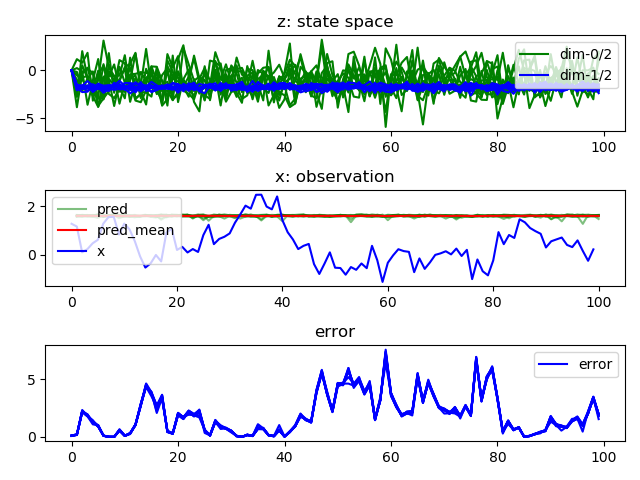 z: state space
0
−5
dim-0/2
dim-1/2
0 20 40 60 80 100
x: observation
2
0
pred
pred_mean
x
0 20 40 60 80 100
error
5
0
error
0 20 40 60 80 100